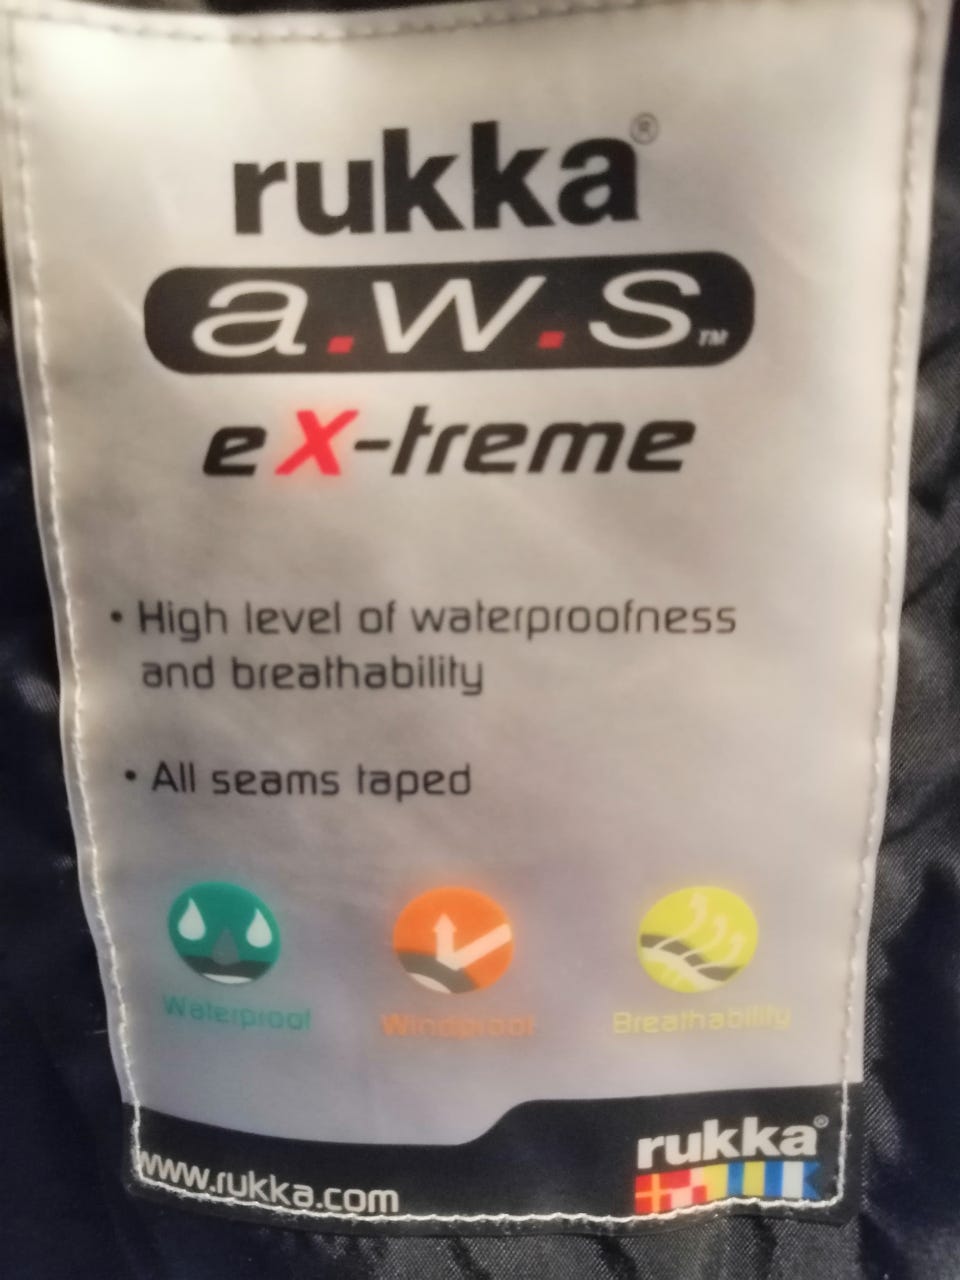 rukka®
a.w.s™
eX-treme
• High level of waterproofness
and breathability
• All seams taped
Waterproof
Windproof
Breathability
www.rukka.com
rukka®